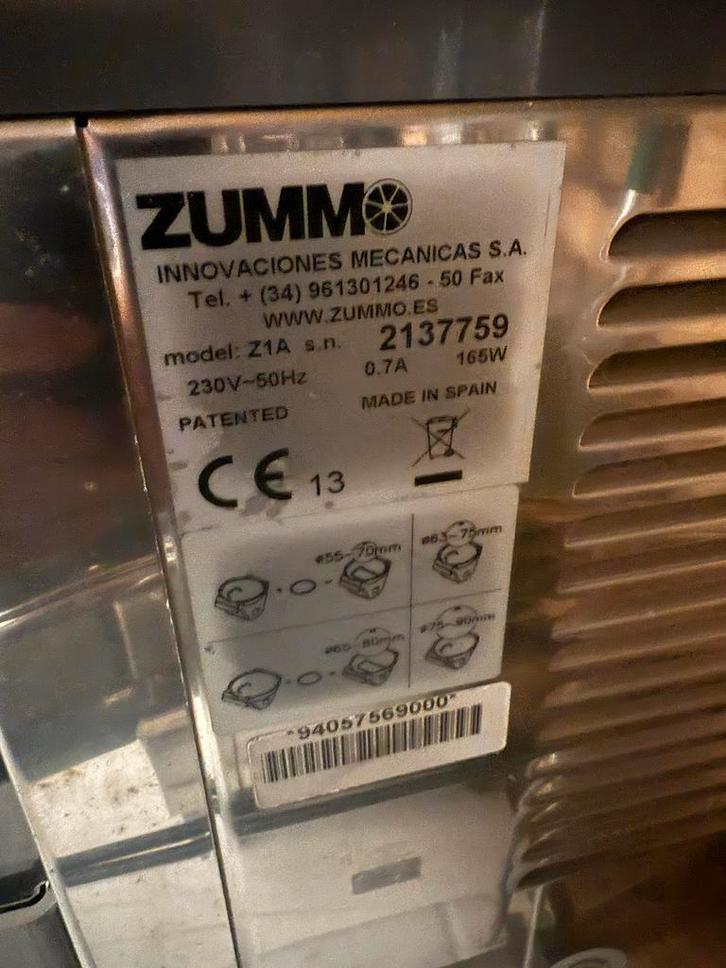 ZUMMO
INNOVACIONES MECANICAS S.A.
Tel. + (34) 961301246 - 50 Fax
WWW.ZUMMO.ES
model: Z1A s.n. 2137759
230V~50Hz 0.7A 165W
PATENTED MADE IN SPAIN
CE 13
ø55-70mm ø63-75mm
ø65-80mm ø75-90mm
*94057569000*